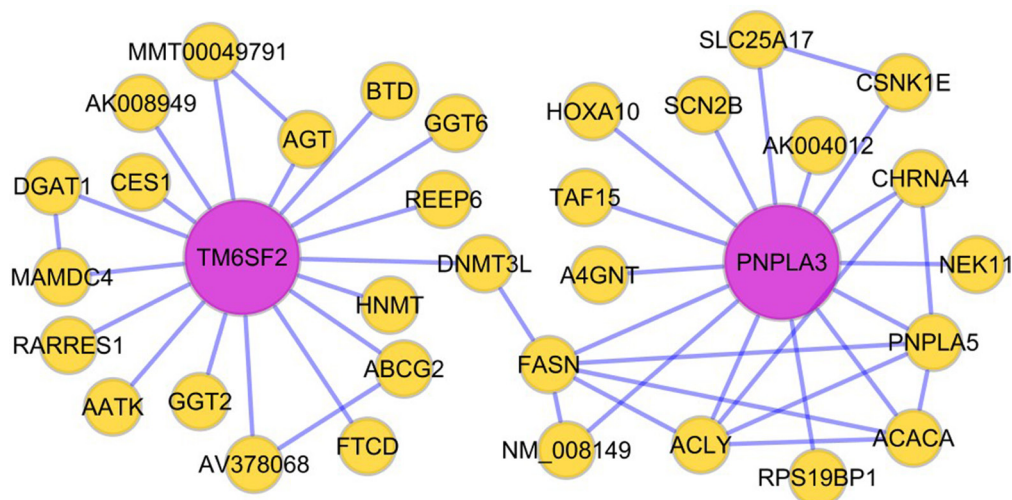 MMT00049791
AK008949
BTD
AGT
GGT6
DGAT1
CES1
REEP6
TM6SF2
MAMDC4
DNMT3L
HNMT
RARRES1
ABCG2
AATK
GGT2
AV378068
FTCD
SLC25A17
CSNK1E
HOXA10
SCN2B
AK004012
CHRNA4
TAF15
PNPLA3
A4GNT
NEK11
PNPLA5
FASN
NM_008149
ACLY
ACACA
RPS19BP1